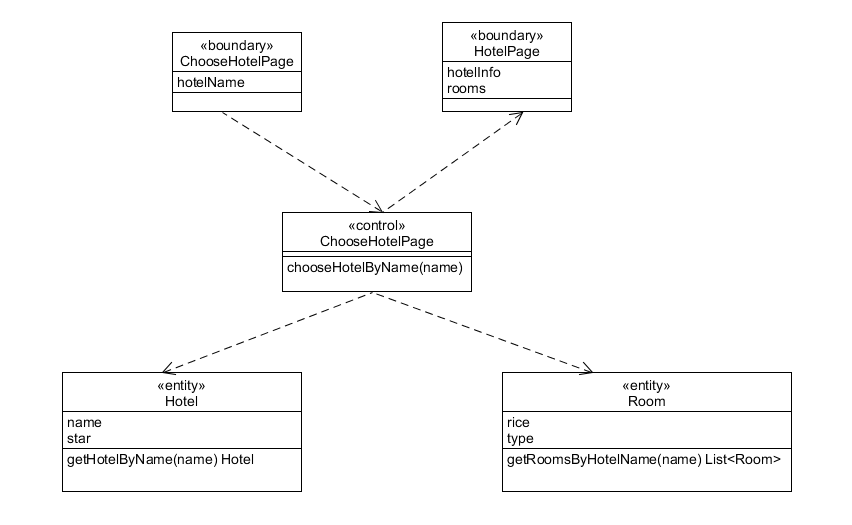 «boundary»
ChooseHotelPage
hotelName
«boundary»
HotelPage
hotelInfo
rooms
«control»
ChooseHotelPage
chooseHotelByName(name)
«entity»
Hotel
name
star
getHotelByName(name) Hotel
«entity»
Room
rice
type
getRoomsByHotelName(name) List<Room>